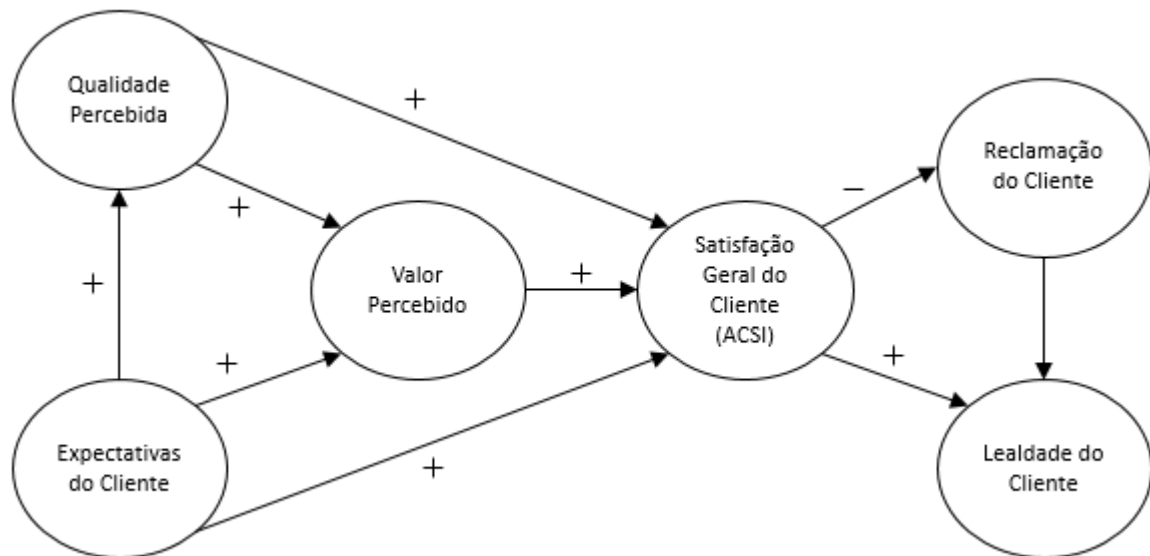 Qualidade
Percebida
+
+
Reclamação
do Cliente
–
+
Valor
Percebido
+
Satisfação
Geral do
Cliente
(ACSI)
+
+
+
Expectativas
do Cliente
+
Lealdade do
Cliente